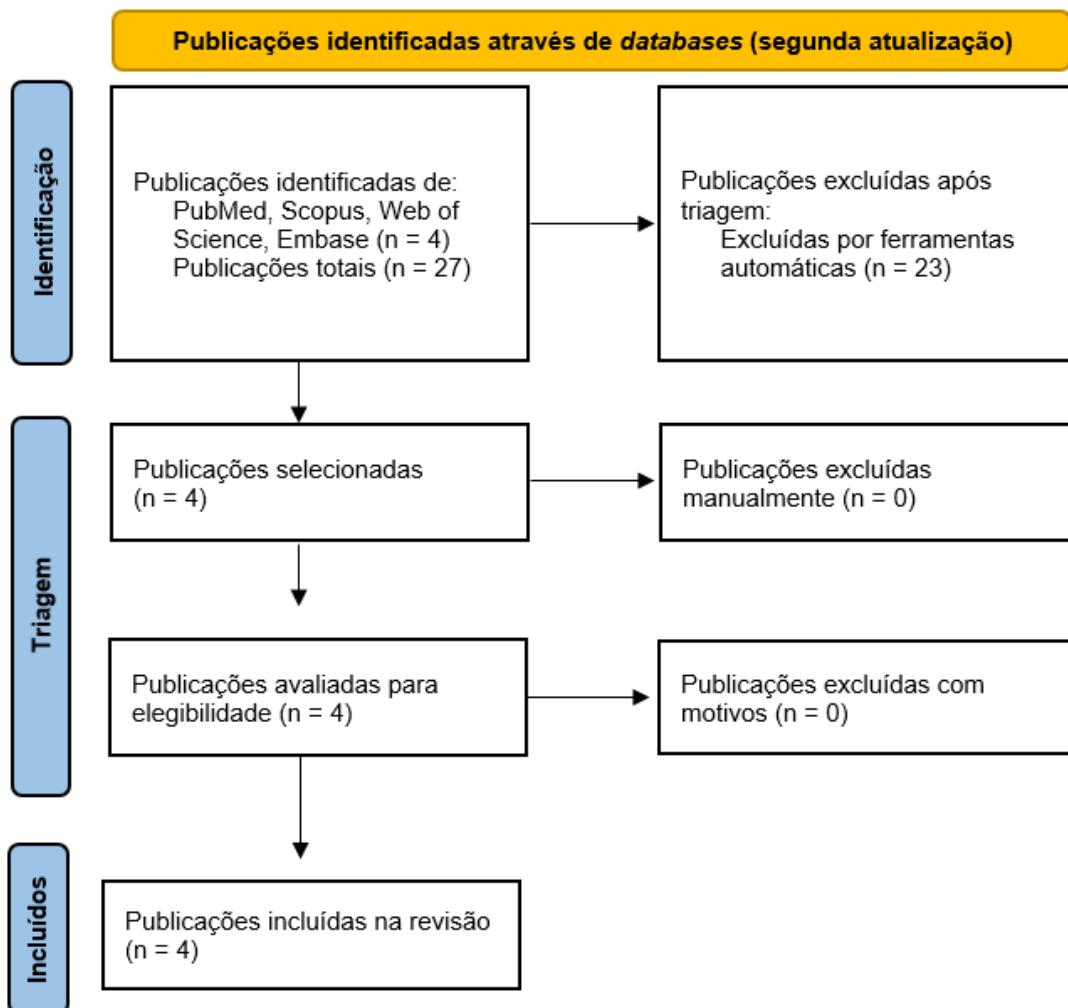 Publicações identificadas através de databases (segunda atualização)
Identificação
Publicações identificadas de:
PubMed, Scopus, Web of
Science, Embase (n = 4)
Publicações totais (n = 27)
Publicações excluídas após
triagem:
Excluídas por ferramentas
automáticas (n = 23)
Triagem
Publicações selecionadas
(n = 4)
Publicações excluídas
manualmente (n = 0)
Publicações avaliadas para
elegibilidade (n = 4)
Publicações excluídas com
motivos (n = 0)
Incluídos
Publicações incluídas na revisão
(n = 4)